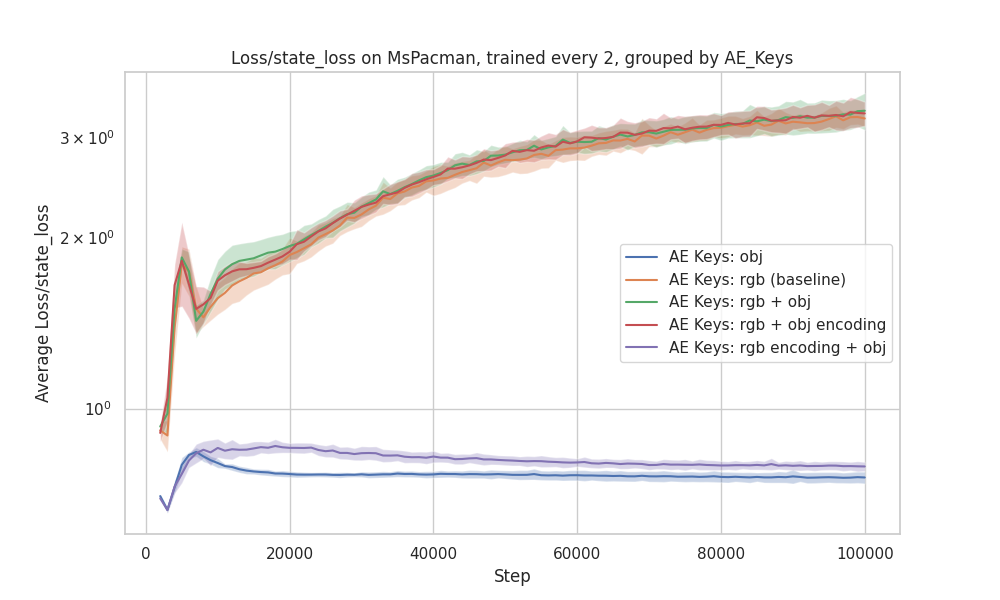 Loss/state_loss on MsPacman, trained every 2, grouped by AE_Keys
Average Loss/state_loss
3 × 10⁰
2 × 10⁰
10⁰
AE Keys: obj
AE Keys: rgb (baseline)
AE Keys: rgb + obj
AE Keys: rgb + obj encoding
AE Keys: rgb encoding + obj
0 20000 40000 60000 80000 100000
Step